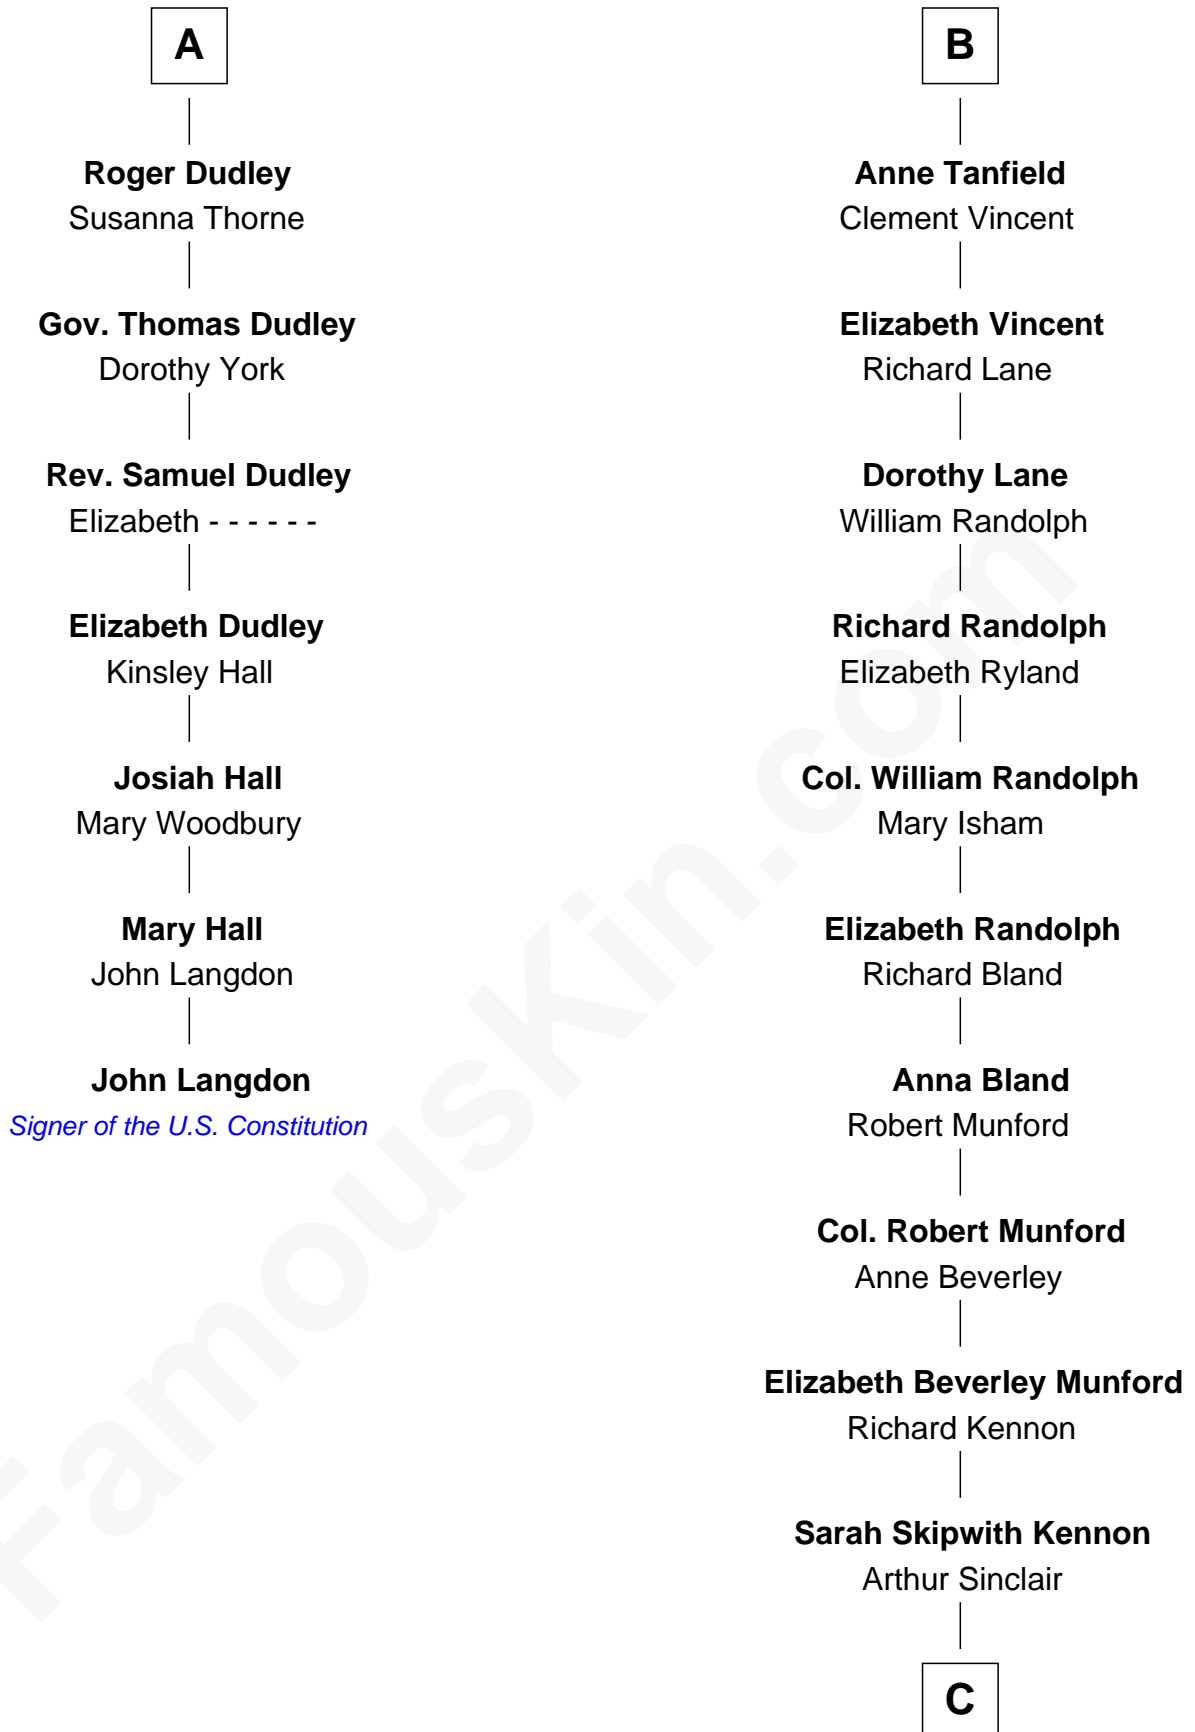 A
Roger Dudley
Susanna Thorne
Gov. Thomas Dudley
Dorothy York
Rev. Samuel Dudley
Elizabeth - - - - - -
Elizabeth Dudley
Kinsley Hall
Josiah Hall
Mary Woodbury
Mary Hall
John Langdon
John Langdon
Signer of the U.S. Constitution
B
Anne Tanfield
Clement Vincent
Elizabeth Vincent
Richard Lane
Dorothy Lane
William Randolph
Richard Randolph
Elizabeth Ryland
Col. William Randolph
Mary Isham
Elizabeth Randolph
Richard Bland
Anna Bland
Robert Munford
Col. Robert Munford
Anne Beverley
Elizabeth Beverley Munford
Richard Kennon
Sarah Skipwith Kennon
Arthur Sinclair
C
FamousKin.com